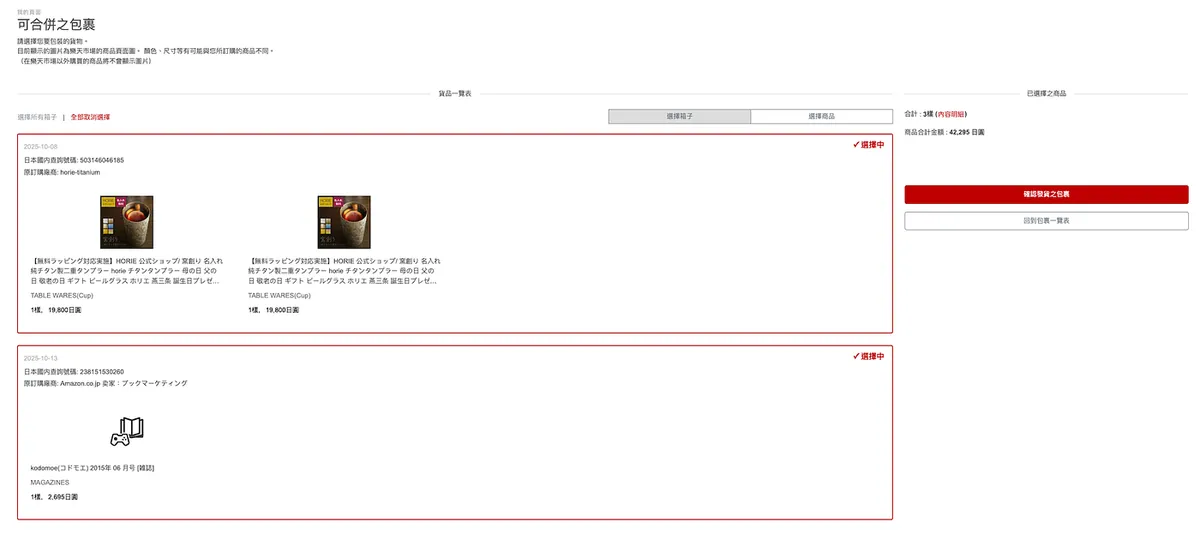 我的頁面
可合併之包裹
請選擇您要包裝的貨物。
目前顯示的圖片為樂天市場的商品頁面圖。 顏色、尺寸等有可能與您所訂購的商品不同。
（在樂天市場以外購買的商品將不會顯示圖片）
貨品一覽表
選擇所有箱子 | 全部取消選擇
選擇箱子
選擇商品
2025-10-08
✓選擇中
日本國内查詢號碼: 503146046185
原訂購廠商: horie-titanium
【無料ラッピング対応実施】HORIE 公式ショップ/ 窯創り 名入れ
純チタン製二重タンブラー horie チタンタンブラー 母の日 父の
日 敬老の日 ギフト ビールグラス ホリエ 燕三条 誕生日プレゼ...
TABLE WARES(Cup)
1樣， 19,800日圓
【無料ラッピング対応実施】HORIE 公式ショップ/ 窯創り 名入れ
純チタン製二重タンブラー horie チタンタンブラー 母の日 父の
日 敬老の日 ギフト ビールグラス ホリエ 燕三条 誕生日プレゼ...
TABLE WARES(Cup)
1樣， 19,800日圓
2025-10-13
✓選擇中
日本國内查詢號碼: 238151530260
原訂購廠商: Amazon.co.jp 卖家：ブックマーケティング
kodomoe(コドモエ) 2015年 06 月号 [雑誌]
MAGAZINES
1樣， 2,695日圓
已選擇之商品
合計 : 3樣 (内容明細)
商品合計金額 : 42,295 日圓
確認發貨之包裹
回到包裹一覽表